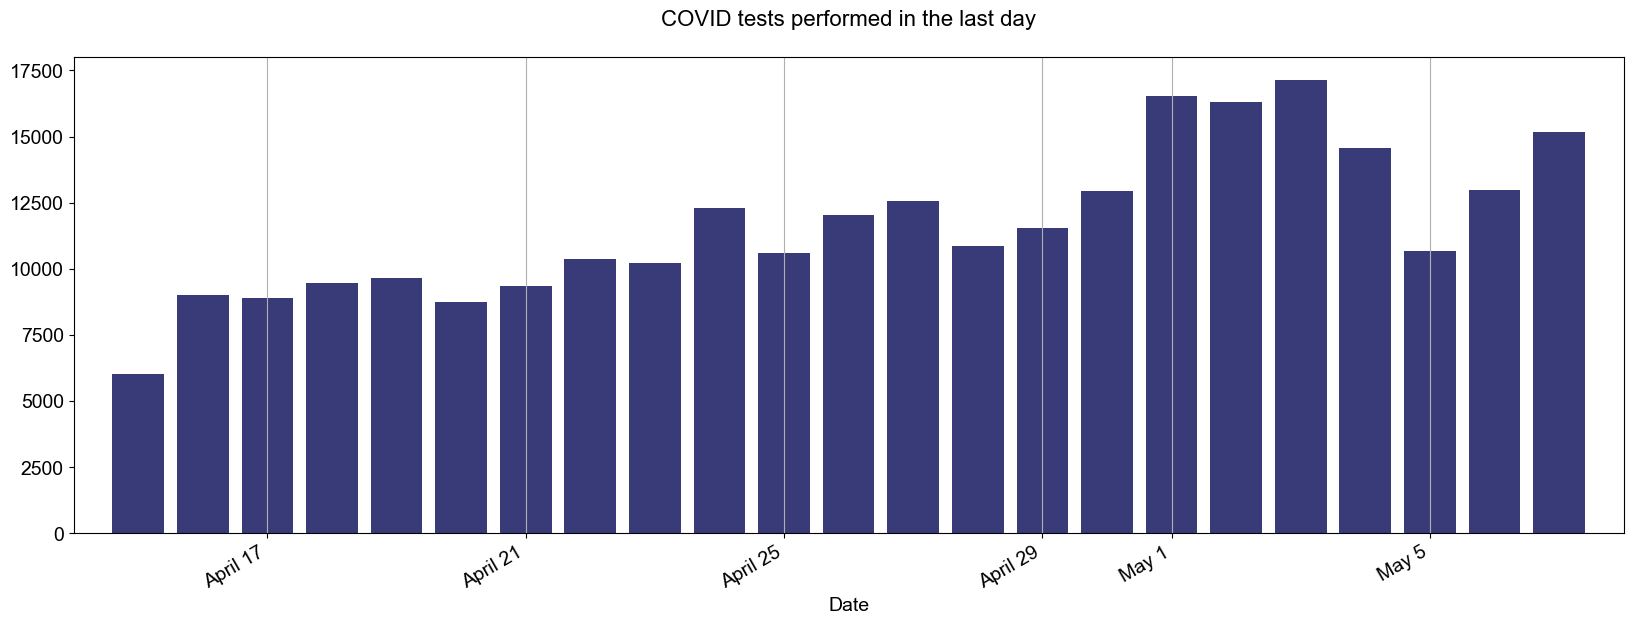 COVID tests performed in the last day
17500
15000
12500
10000
7500
5000
2500
0
April 17
April 21
April 25
April 29
May 1
May 5
Date